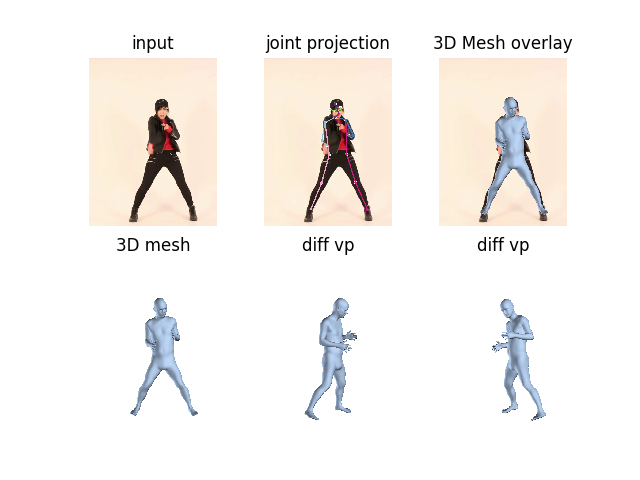 input
joint projection
3D Mesh overlay
3D mesh
diff vp
diff vp